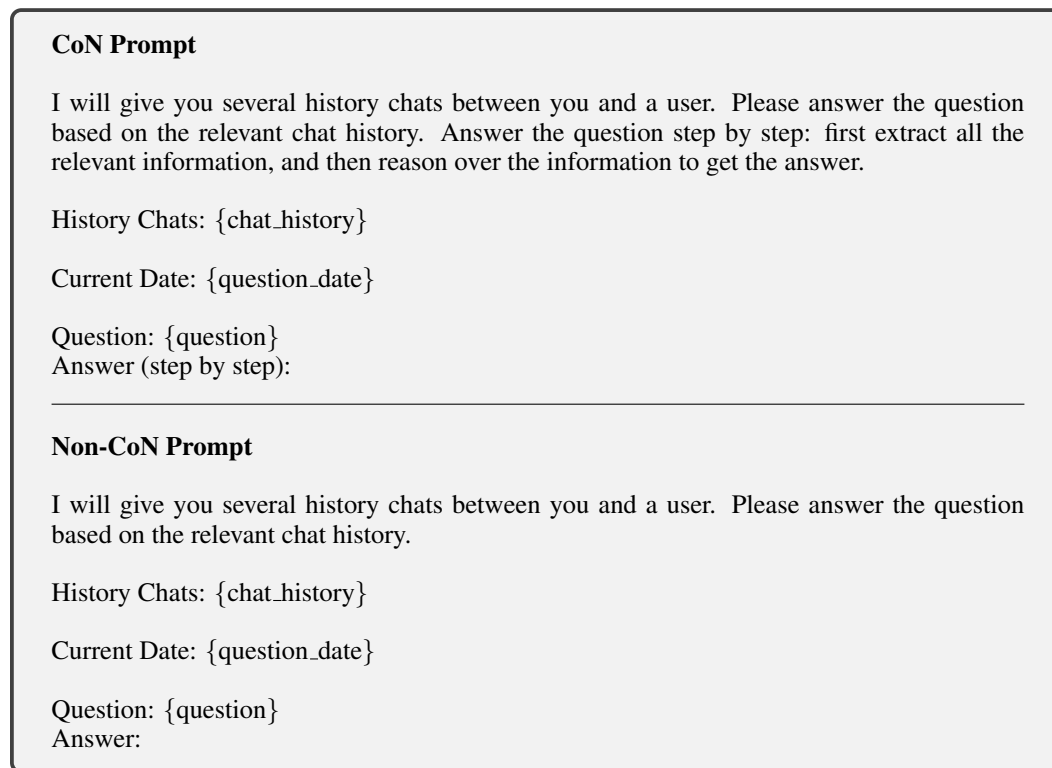 CoN Prompt
I will give you several history chats between you and a user. Please answer the question
based on the relevant chat history. Answer the question step by step: first extract all the
relevant information, and then reason over the information to get the answer.
History Chats: {chat_history}
Current Date: {question_date}
Question: {question}
Answer (step by step):
Non-CoN Prompt
I will give you several history chats between you and a user. Please answer the question
based on the relevant chat history.
History Chats: {chat_history}
Current Date: {question_date}
Question: {question}
Answer: